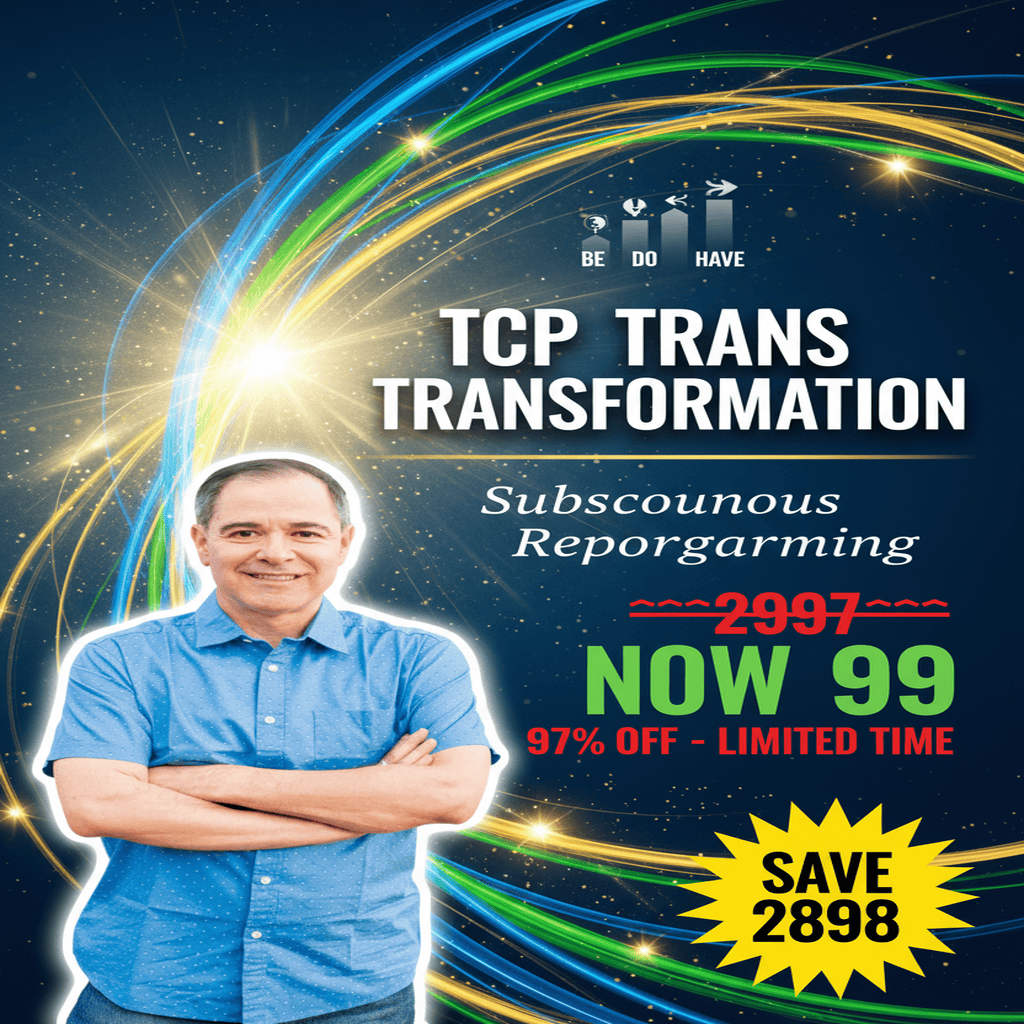 BE DO HAVE
TCP TRANS
TRANSFORMATION
Subscounous
Reporgarming
~~~2997~~~
NOW 99
97% OFF - LIMITED TIME
SAVE
2898